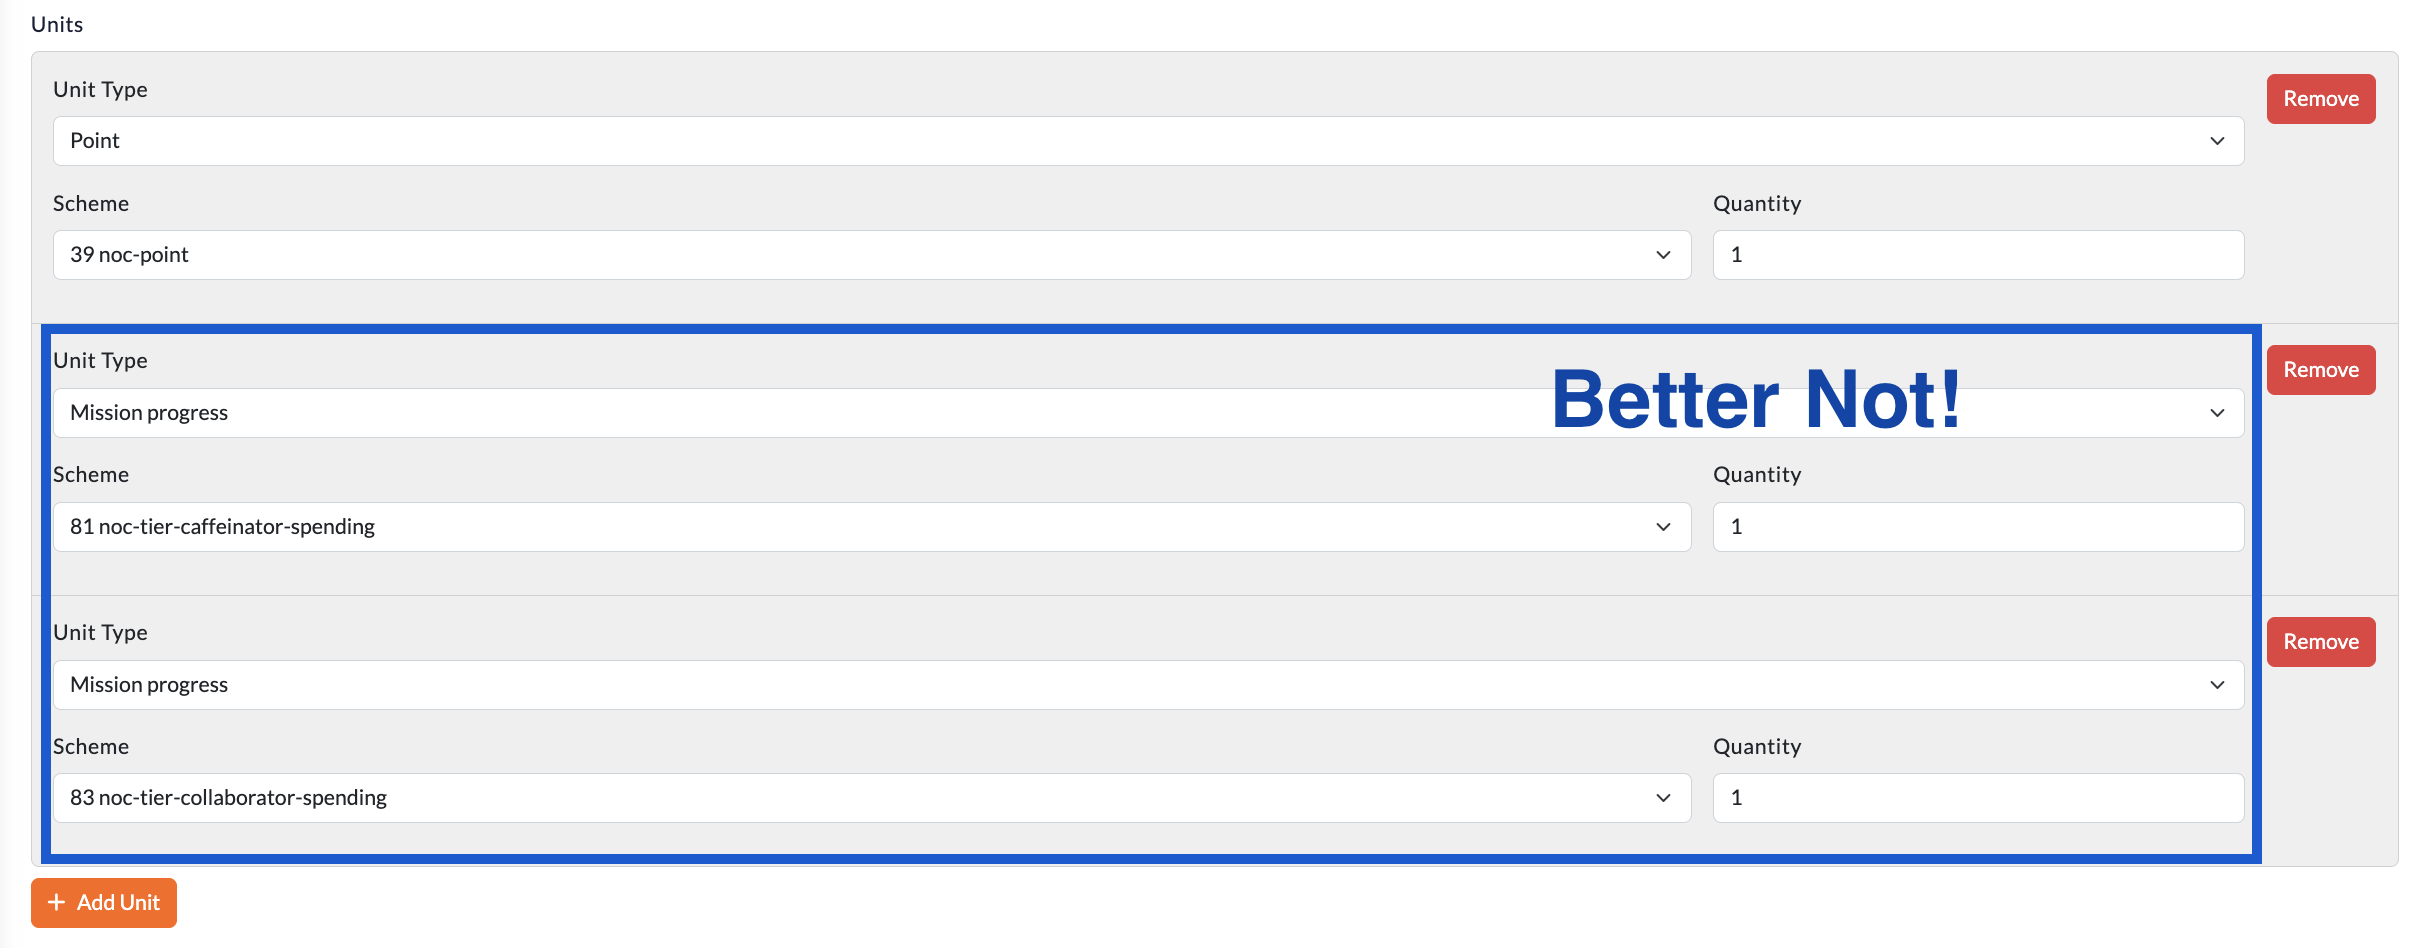 Units
Unit Type
Remove
Point
Scheme
Quantity
39 noc-point
1
Unit Type
Remove
Better Not!
Mission progress
Scheme
Quantity
81 noc-tier-caffeinator-spending
1
Unit Type
Remove
Mission progress
Scheme
Quantity
83 noc-tier-collaborator-spending
1
+ Add Unit